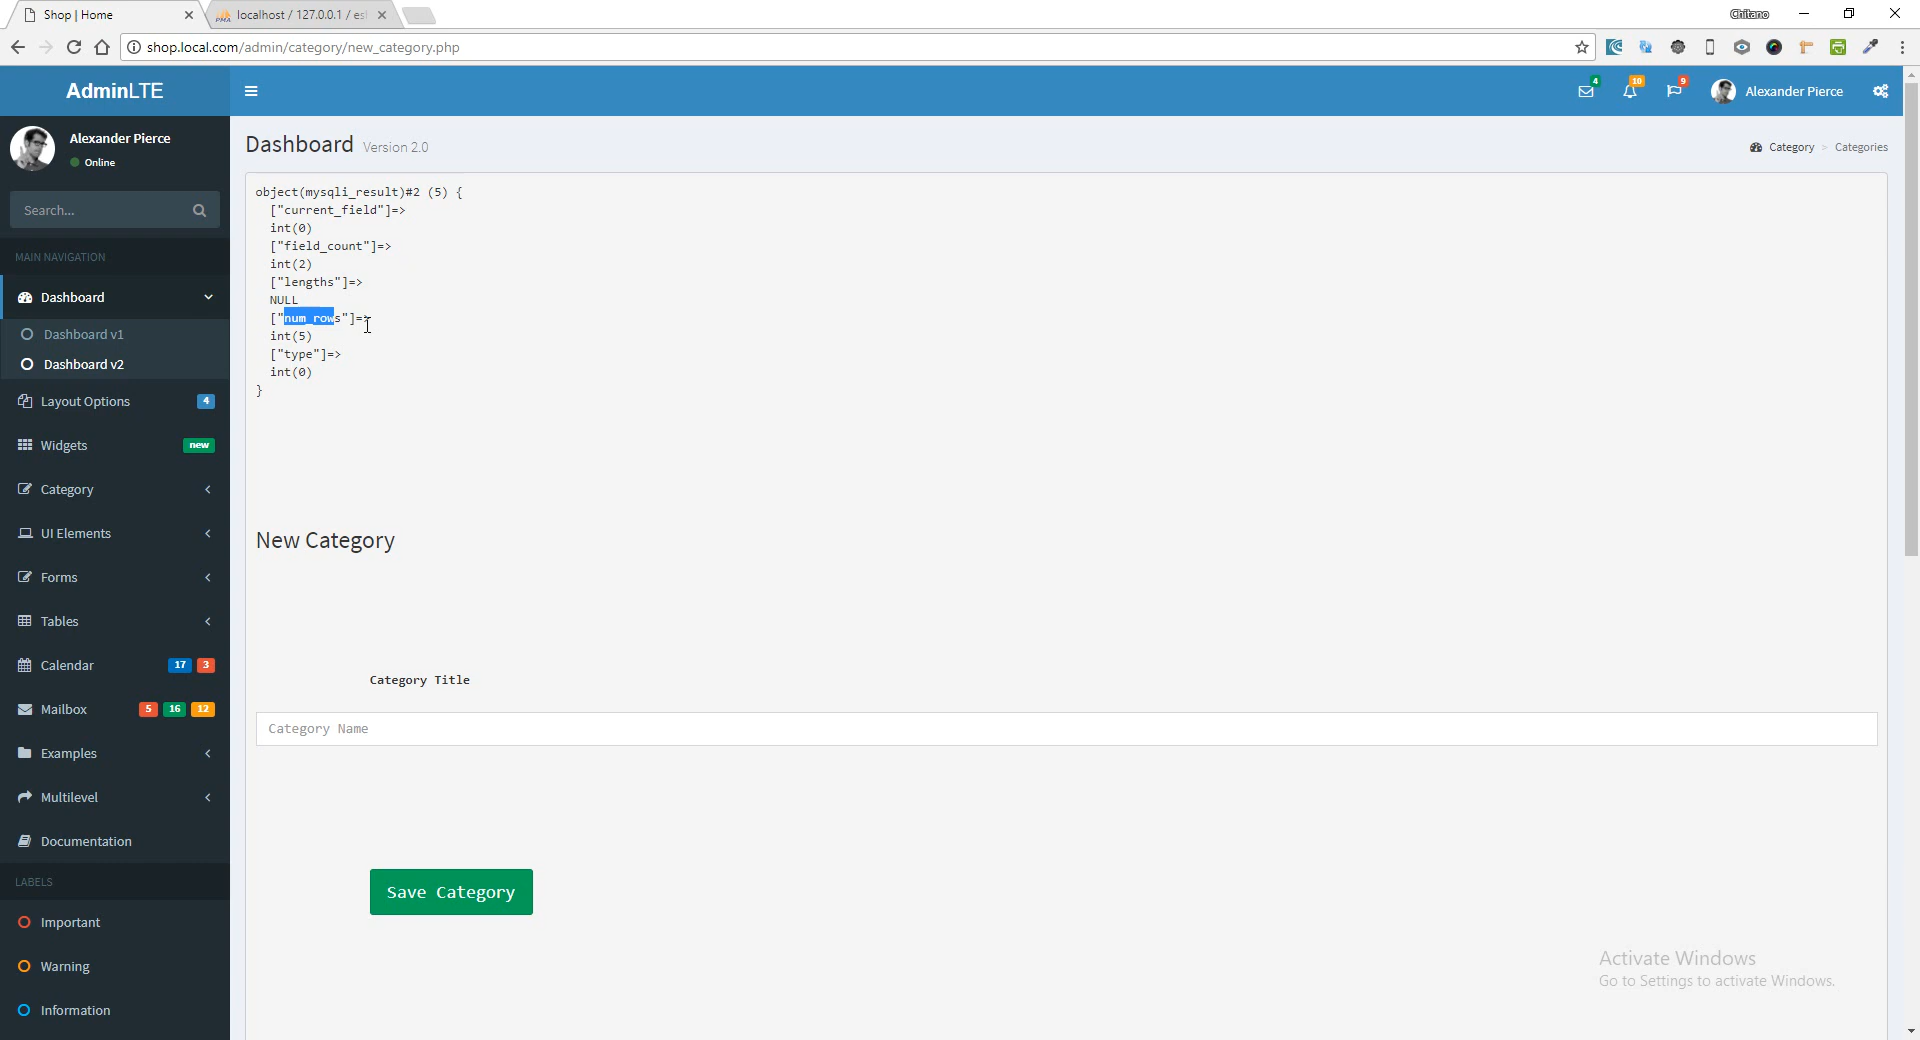 Shop | Home
localhost / 127.0.0.1 / es
Chitano
shop.local.com/admin/category/new_category.php
AdminLTE
4
10
9
Alexander Pierce
Alexander Pierce
Online
Dashboard Version 2.0
Category > Categories
Search...
MAIN NAVIGATION
Dashboard
Dashboard v1
Dashboard v2
Layout Options 4
Widgets new
Category
UI Elements
Forms
Tables
Calendar 17 3
Mailbox 5 16 12
Examples
Multilevel
Documentation
LABELS
Important
Warning
Information
object(mysqli_result)#2 (5) {
["current_field"]=>
int(0)
["field_count"]=>
int(2)
["lengths"]=>
NULL
["num_rows"]=>
int(5)
["type"]=>
int(0)
}
New Category
Category Title
Category Name
Save Category
Activate Windows
Go to Settings to activate Windows.